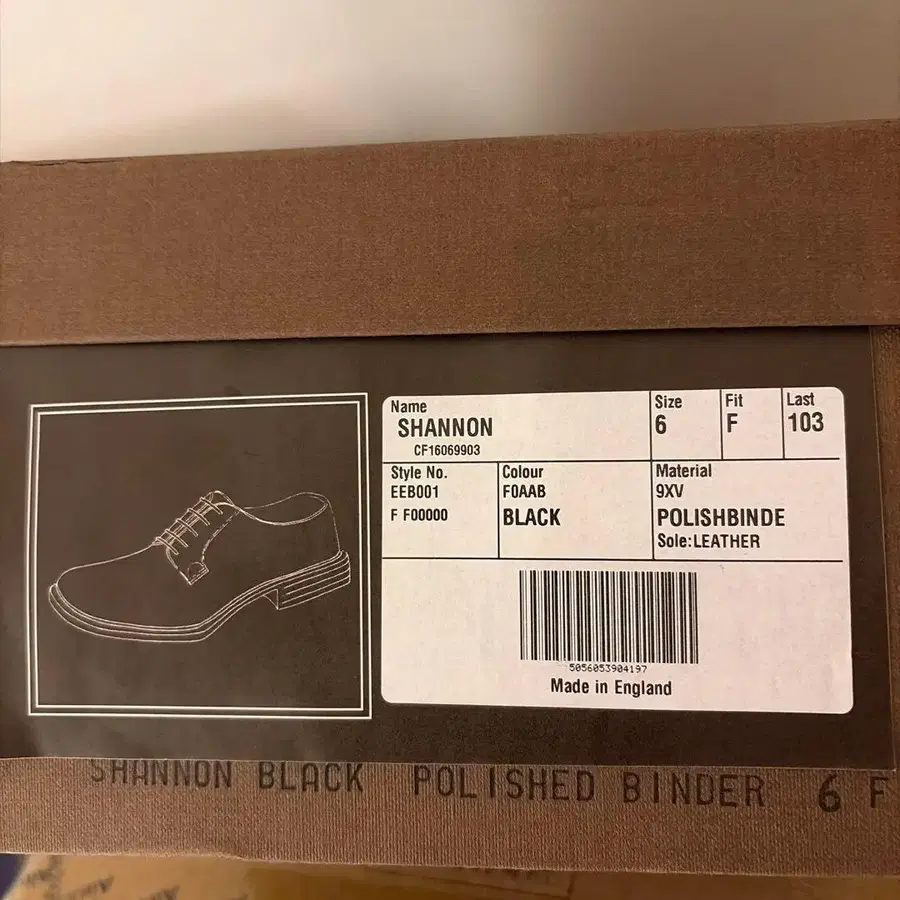 Name
SHANNON
CF16069903
Size
6
Fit
F
Last
103
Style No.
EEB001
F F00000
Colour
F0AAB
BLACK
Material
9XV
POLISHBINDE
Sole:LEATHER
5056053904197
Made in England
SHANNON BLACK POLISHED BINDER 6 F